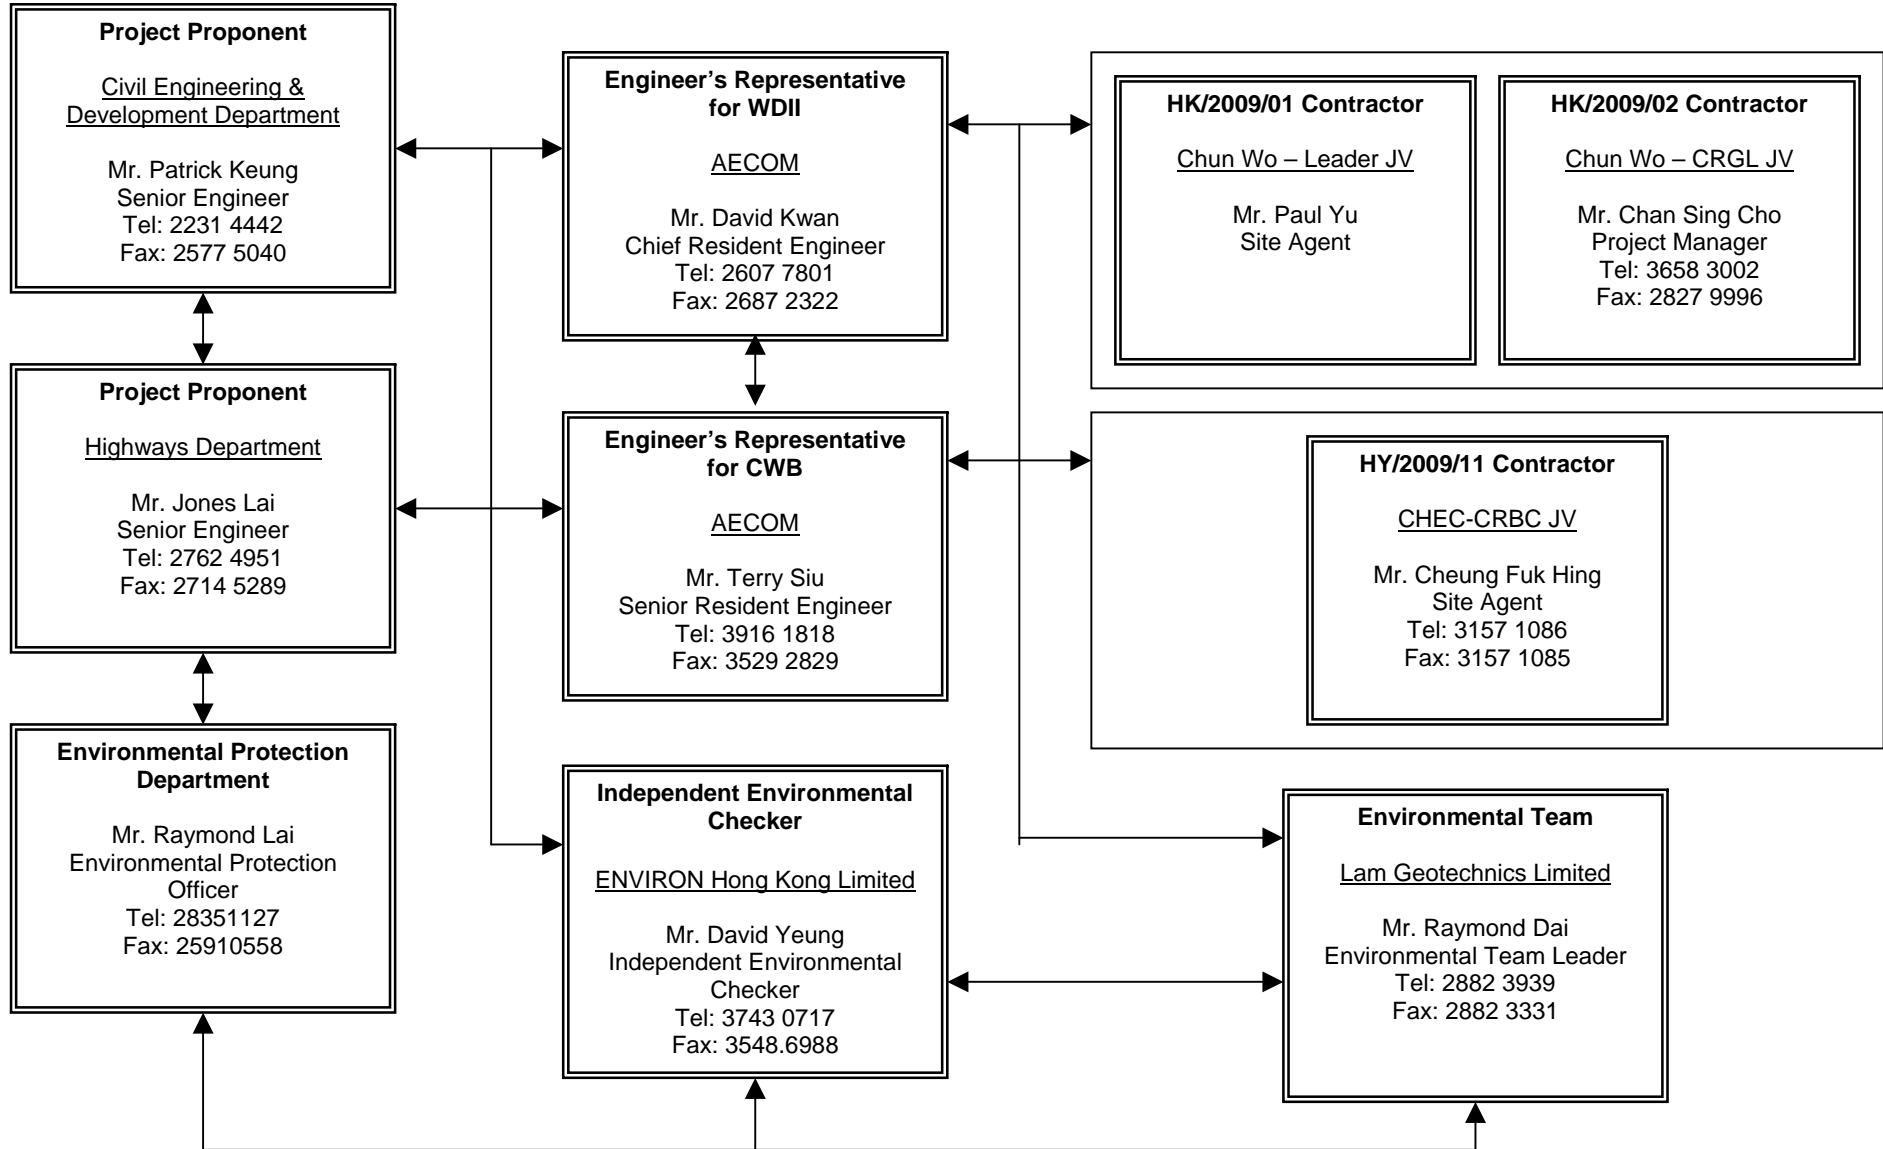 Project Proponent
Civil Engineering &
Development Department
Mr. Patrick Keung
Senior Engineer
Tel: 2231 4442
Fax: 2577 5040
Engineer’s Representative
for WDII
AECOM
Mr. David Kwan
Chief Resident Engineer
Tel: 2607 7801
Fax: 2687 2322
HK/2009/01 Contractor
Chun Wo – Leader JV
Mr. Paul Yu
Site Agent
HK/2009/02 Contractor
Chun Wo – CRGL JV
Mr. Chan Sing Cho
Project Manager
Tel: 3658 3002
Fax: 2827 9996
Project Proponent
Highways Department
Mr. Jones Lai
Senior Engineer
Tel: 2762 4951
Fax: 2714 5289
Engineer’s Representative
for CWB
AECOM
Mr. Terry Siu
Senior Resident Engineer
Tel: 3916 1818
Fax: 3529 2829
HY/2009/11 Contractor
CHEC-CRBC JV
Mr. Cheung Fuk Hing
Site Agent
Tel: 3157 1086
Fax: 3157 1085
Environmental Protection
Department
Mr. Raymond Lai
Environmental Protection
Officer
Tel: 28351127
Fax: 25910558
Independent Environmental
Checker
ENVIRON Hong Kong Limited
Mr. David Yeung
Independent Environmental
Checker
Tel: 3743 0717
Fax: 3548.6988
Environmental Team
Lam Geotechnics Limited
Mr. Raymond Dai
Environmental Team Leader
Tel: 2882 3939
Fax: 2882 3331